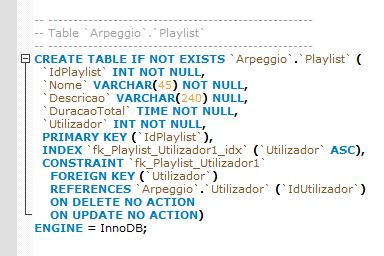 -- -----------------------------------------------------
-- Table `Arpeggio`.`Playlist`
-- -----------------------------------------------------
CREATE TABLE IF NOT EXISTS `Arpeggio`.`Playlist` (
`IdPlaylist` INT NOT NULL,
`Nome` VARCHAR(45) NOT NULL,
`Descricao` VARCHAR(240) NULL,
`DuracaoTotal` TIME NOT NULL,
`Utilizador` INT NOT NULL,
PRIMARY KEY (`IdPlaylist`),
INDEX `fk_Playlist_Utilizador1_idx` (`Utilizador` ASC),
CONSTRAINT `fk_Playlist_Utilizador1`
FOREIGN KEY (`Utilizador`)
REFERENCES `Arpeggio`.`Utilizador` (`IdUtilizador`)
ON DELETE NO ACTION
ON UPDATE NO ACTION)
ENGINE = InnoDB;